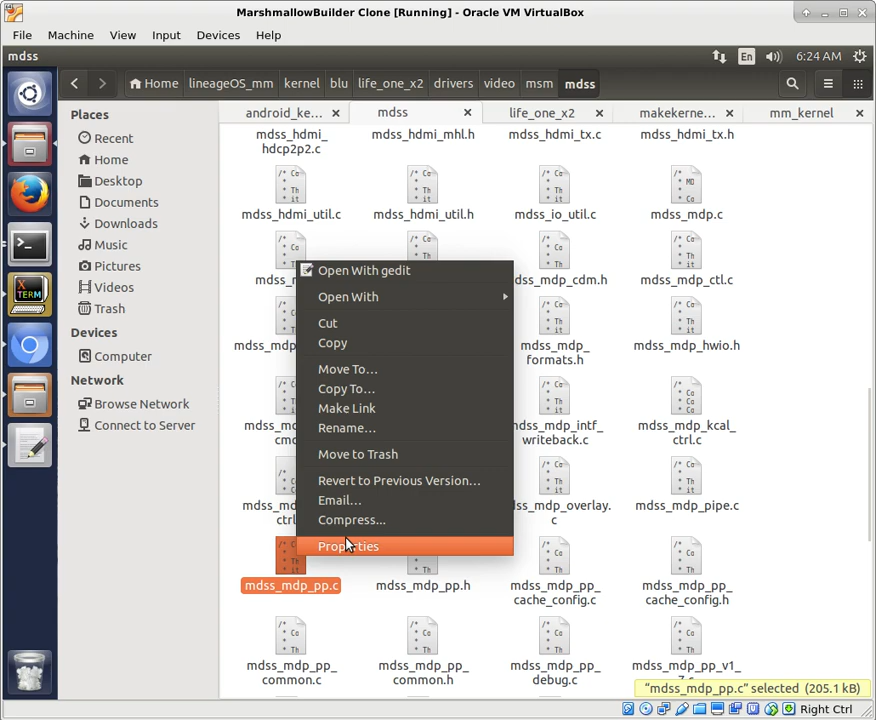 MarshmallowBuilder Clone [Running] - Oracle VM VirtualBox
File Machine View Input Devices Help
mdss
En
6:24 AM
Home lineageOS_mm kernel blu life_one_x2 drivers video msm mdss
Places
Recent
Home
Desktop
Documents
Downloads
Music
Pictures
Videos
Trash
Devices
Computer
Network
Browse Network
Connect to Server
android_ke...
mdss
life_one_x2
makekerne...
mm_kernel
mdss_hdmi_
hdcp2p2.c
mdss_hdmi_mhl.h
mdss_hdmi_tx.c
mdss_hdmi_tx.h
mdss_hdmi_util.c
mdss_hdmi_util.h
mdss_io_util.c
mdss_mdp.c
mdss_mdp_ctl.c
formats.h
mdss_mdp_hwio.h
writeback.c
mdss_mdp_kcal_
ctrl.c
c
mdss_mdp_pipe.c
Open With gedit
Open With
Cut
Copy
Move To...
Copy To...
Make Link
Rename...
Move to Trash
Revert to Previous Version...
Email...
Compress...
Properties
mdss_mdp_pp.c
mdss_mdp_pp.h
mdss_mdp_pp_
cache_config.c
mdss_mdp_pp_
cache_config.h
mdss_mdp_pp_
common.c
mdss_mdp_pp_
common.h
mdss_mdp_pp_
debug.c
mdss_mdp_pp_v1_
"mdss_mdp_pp.c" selected (205.1 kB)
Right Ctrl
XTERM